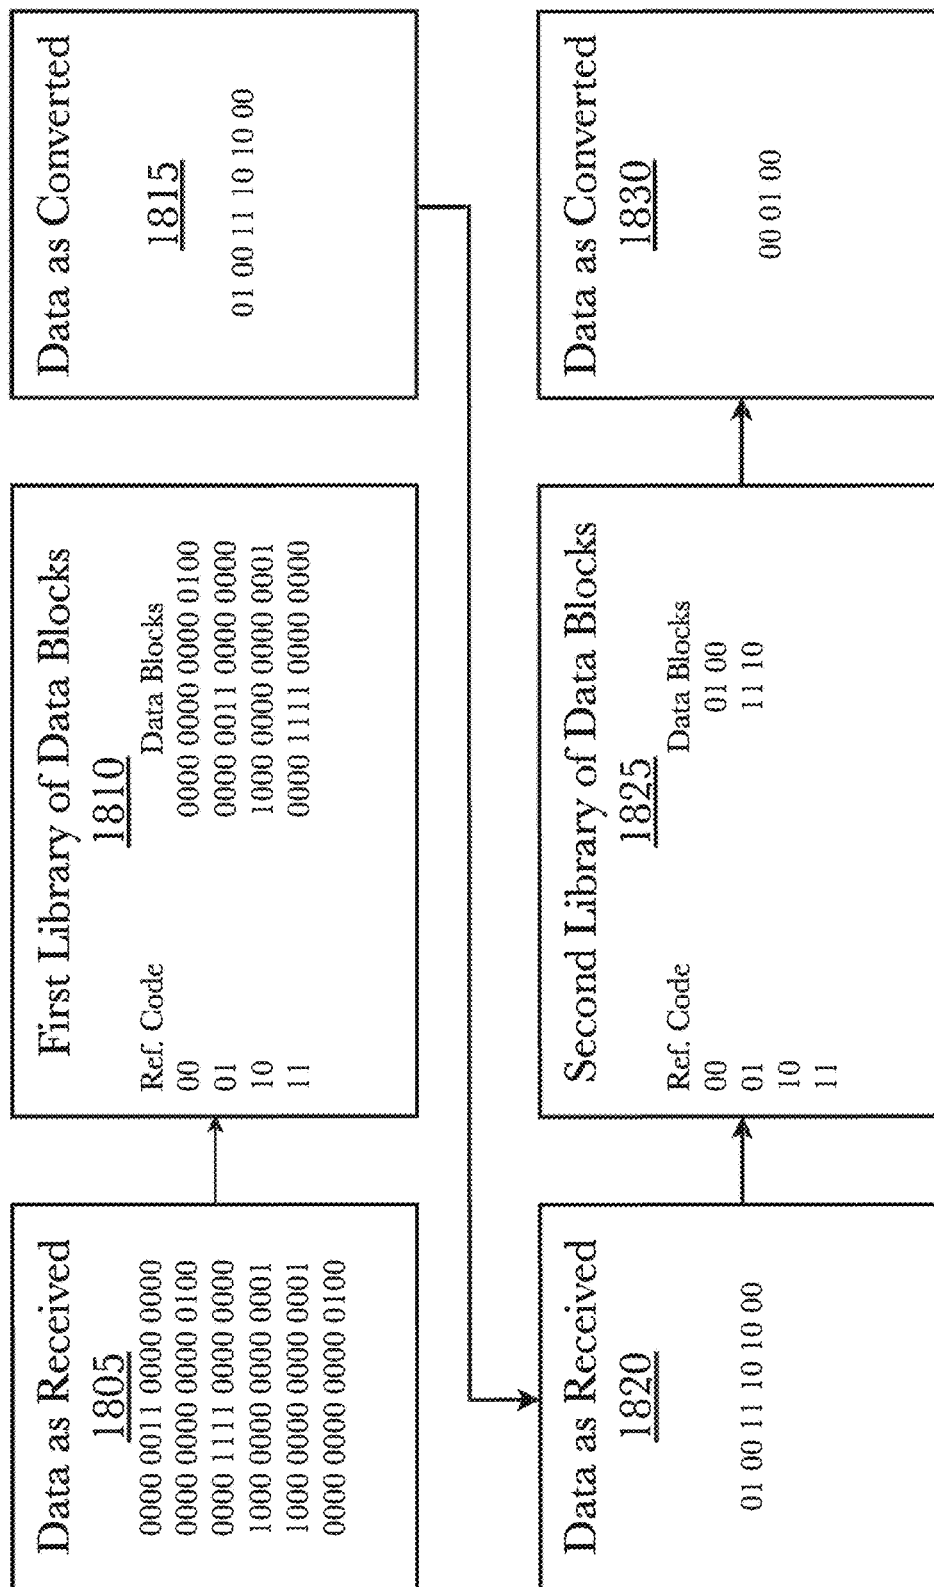 Data as Received
1805
0000 0011 0000 0000
0000 0000 0000 0100
0000 1111 0000 0000
1000 0000 0000 0001
1000 0000 0000 0001
0000 0000 0000 0100
First Library of Data Blocks
1810
Ref. Code Data Blocks
00 0000 0000 0000 0100
01 0000 0011 0000 0000
10 1000 0000 0000 0001
11 0000 1111 0000 0000
Data as Converted
1815
01 00 11 10 10 00
Data as Received
1820
01 00 11 10 10 00
Second Library of Data Blocks
1825
Ref. Code Data Blocks
00 01 00
01 11 10
10
11
Data as Converted
1830
00 01 00